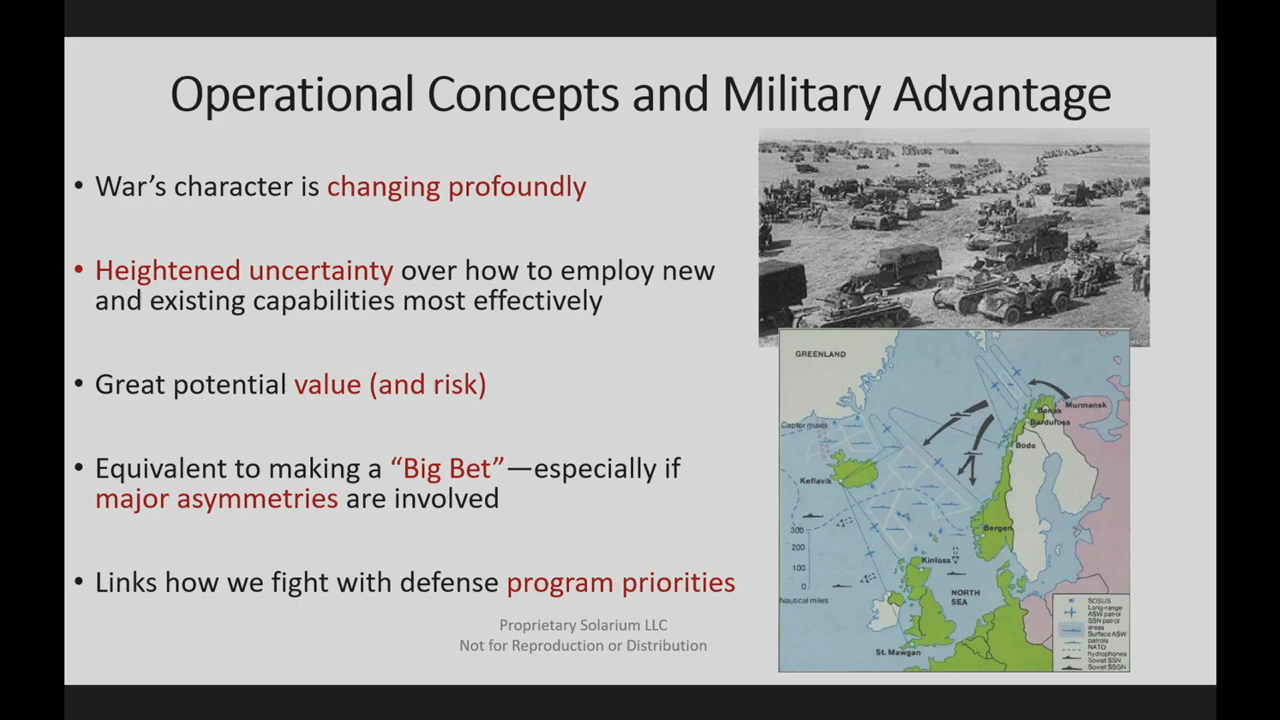 Operational Concepts and Military Advantage
• War’s character is changing profoundly
• Heightened uncertainty over how to employ new
and existing capabilities most effectively
• Great potential value (and risk)
• Equivalent to making a “Big Bet”—especially if
major asymmetries are involved
• Links how we fight with defense program priorities
Proprietary Solarium LLC
Not for Reproduction or Distribution
GREENLAND
Murmansk
Banak
Bardufoss
Captor mines
Bodo
Keflavik
Bergen
300
200
100
0
Kinloss
Nautical miles
NORTH
SEA
St. Mawgan
SOSUS
Long-range
ASW patrol
SSN patrol
areas
Surface ASW
patrols
NATO
hydrophones
Soviet SSN
Soviet SSGN